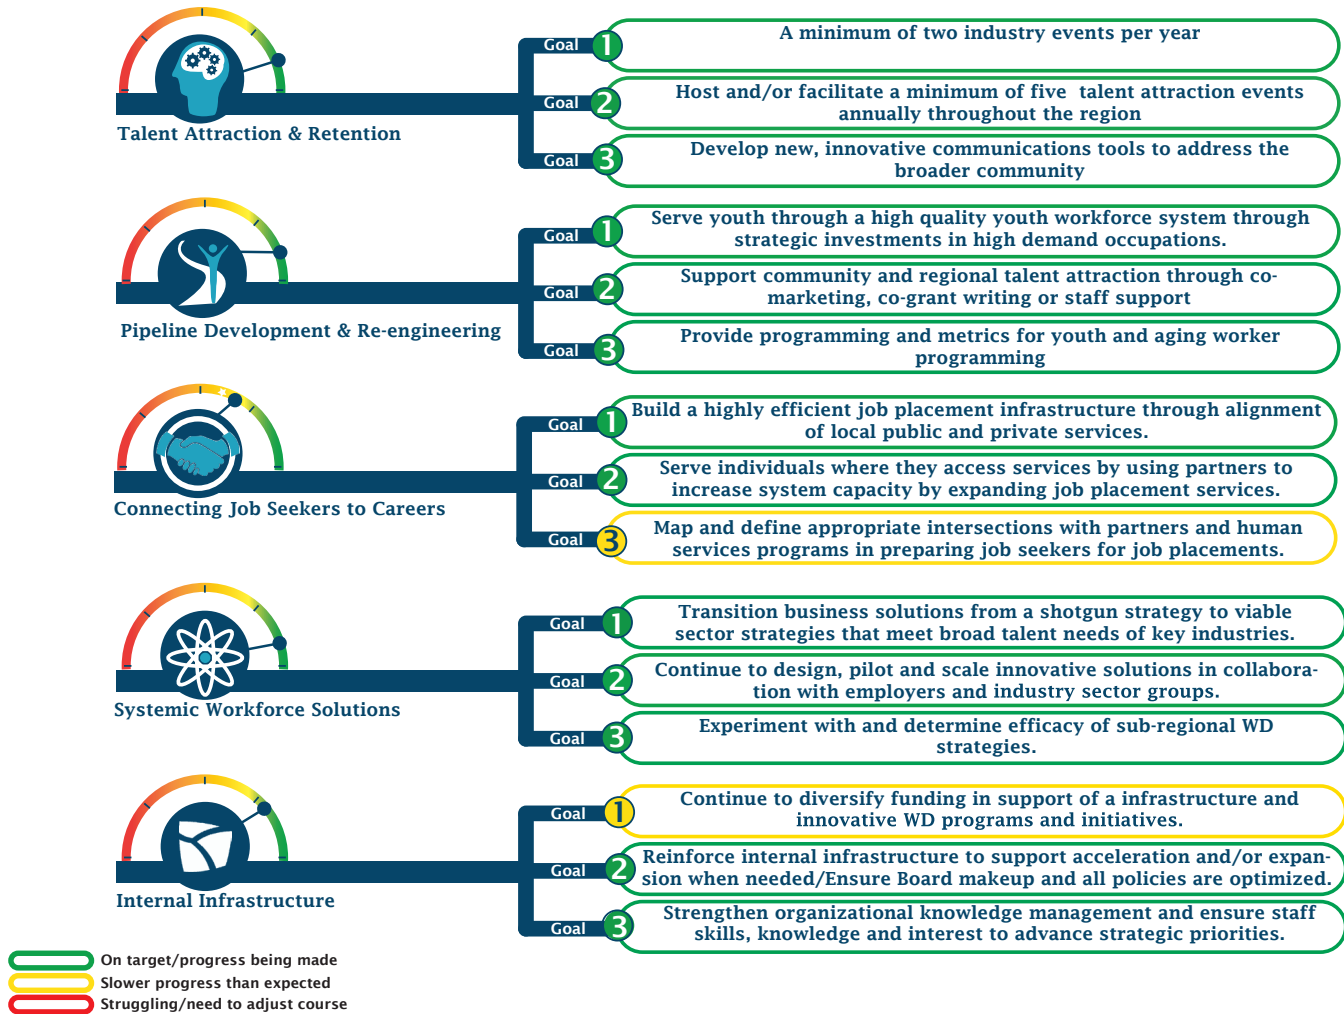 Goal 1 A minimum of two industry events per year
Goal 2 Host and/or facilitate a minimum of five talent attraction events
annually throughout the region
Goal 3 Develop new, innovative communications tools to address the
broader community
Talent Attraction & Retention
Goal 1 Serve youth through a high quality youth workforce system through
strategic investments in high demand occupations.
Goal 2 Support community and regional talent attraction through co-
marketing, co-grant writing or staff support
Goal 3 Provide programming and metrics for youth and aging worker
programming
Pipeline Development & Re-engineering
Goal 1 Build a highly efficient job placement infrastructure through alignment
of local public and private services.
Goal 2 Serve individuals where they access services by using partners to
increase system capacity by expanding job placement services.
Goal 3 Map and define appropriate intersections with partners and human
services programs in preparing job seekers for job placements.
Connecting Job Seekers to Careers
Goal 1 Transition business solutions from a shotgun strategy to viable
sector strategies that meet broad talent needs of key industries.
Goal 2 Continue to design, pilot and scale innovative solutions in collabora-
tion with employers and industry sector groups.
Goal 3 Experiment with and determine efficacy of sub-regional WD
strategies.
Systemic Workforce Solutions
Goal 1 Continue to diversify funding in support of a infrastructure and
innovative WD programs and initiatives.
Goal 2 Reinforce internal infrastructure to support acceleration and/or expan-
sion when needed/Ensure Board makeup and all policies are optimized.
Goal 3 Strengthen organizational knowledge management and ensure staff
skills, knowledge and interest to advance strategic priorities.
Internal Infrastructure
On target/progress being made
Slower progress than expected
Struggling/need to adjust course